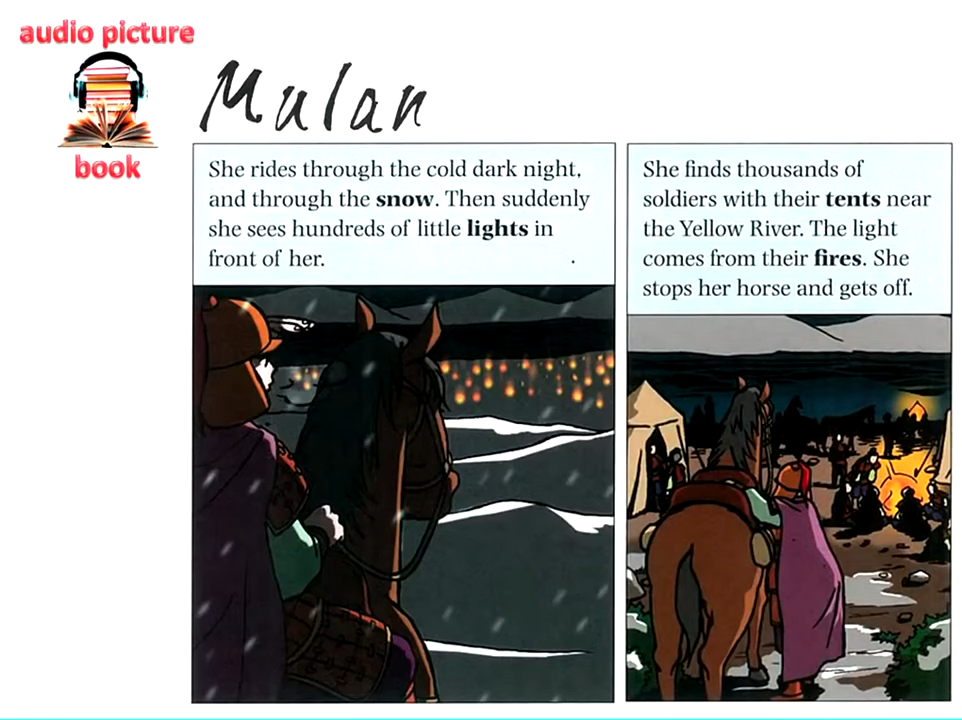 audio picture
book
Mulan
She rides through the cold dark night,
and through the snow. Then suddenly
she sees hundreds of little lights in
front of her.
She finds thousands of
soldiers with their tents near
the Yellow River. The light
comes from their fires. She
stops her horse and gets off.